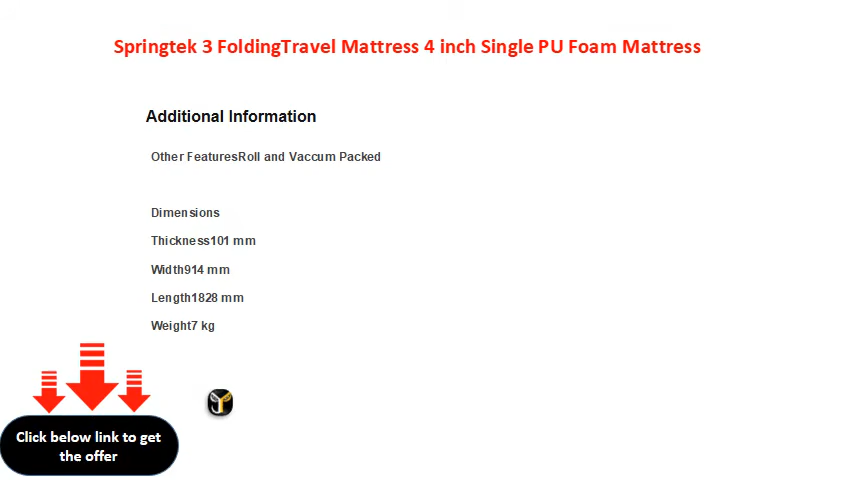 Springtek 3 FoldingTravel Mattress 4 inch Single PU Foam Mattress
Additional Information
Other FeaturesRoll and Vaccum Packed
Dimensions
Thickness101 mm
Width914 mm
Length1828 mm
Weight7 kg
Click below link to get
the offer